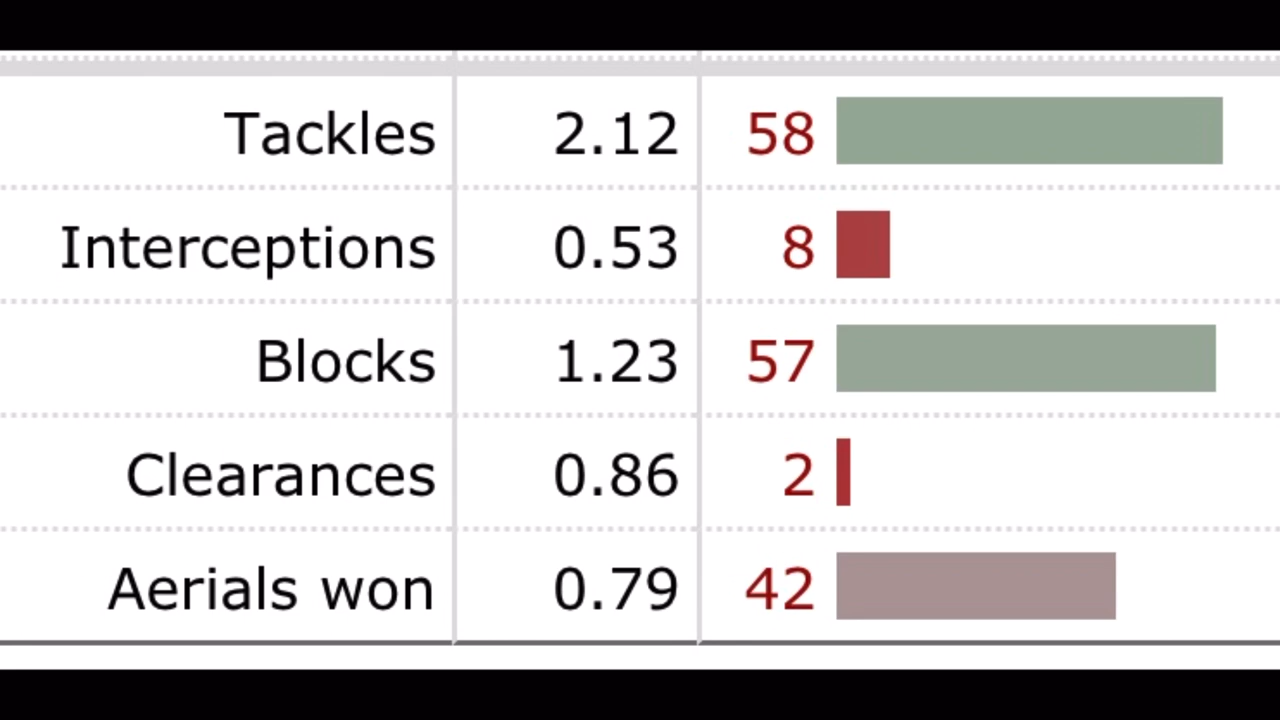 Tackles 2.12 58
Interceptions 0.53 8
Blocks 1.23 57
Clearances 0.86 2
Aerials won 0.79 42